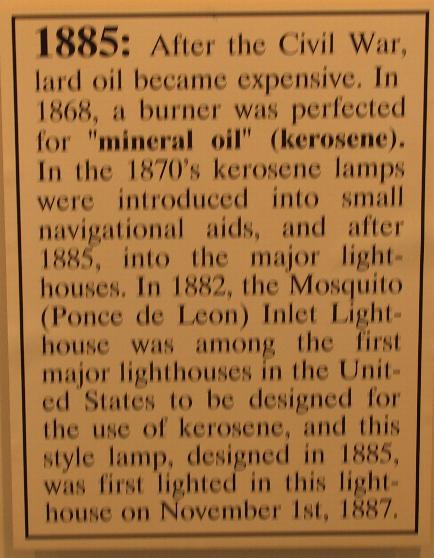 1885: After the Civil War,
lard oil became expensive. In
1868, a burner was perfected
for "mineral oil" (kerosene).
In the 1870's kerosene lamps
were introduced into small
navigational aids, and after
1885, into the major light-
houses. In 1882, the Mosquito
(Ponce de Leon) Inlet Light-
house was among the first
major lighthouses in the Unit-
ed States to be designed for
the use of kerosene, and this
style lamp, designed in 1885,
was first lighted in this light-
house on November 1st, 1887.